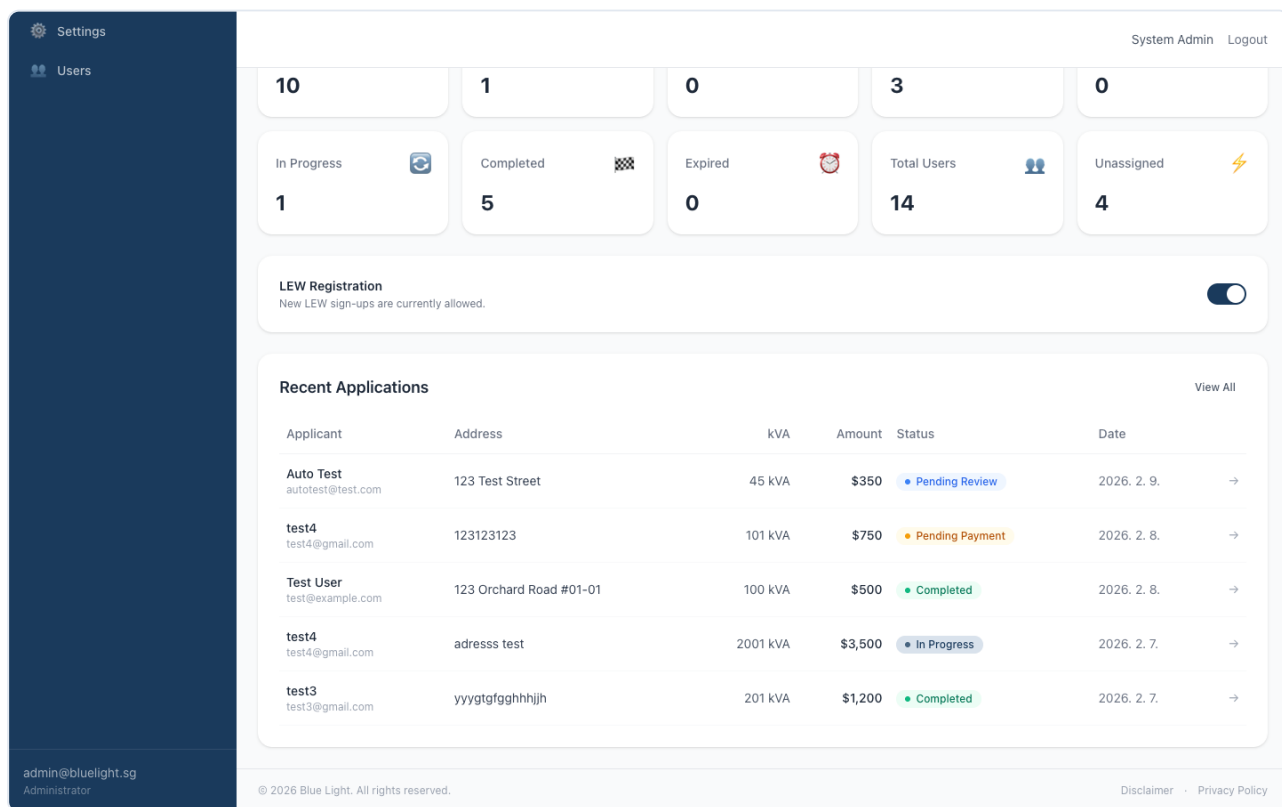 Settings
Users
System Admin Logout
10 1 0 3 0
In Progress Completed Expired Total Users Unassigned
1 5 0 14 4
LEW Registration
New LEW sign-ups are currently allowed.
Recent Applications View All
Applicant Address kVA Amount Status Date
Auto Test
autotest@test.com
123 Test Street 45 kVA $350 Pending Review 2026. 2. 9. →
test4
test4@gmail.com
123123123 101 kVA $750 Pending Payment 2026. 2. 8. →
Test User
test@example.com
123 Orchard Road #01-01 100 kVA $500 Completed 2026. 2. 8. →
test4
test4@gmail.com
adresss test 2001 kVA $3,500 In Progress 2026. 2. 7. →
test3
test3@gmail.com
yyygtgfgghhhjjh 201 kVA $1,200 Completed 2026. 2. 7. →
admin@bluelight.sg
Administrator
© 2026 Blue Light. All rights reserved. Disclaimer · Privacy Policy